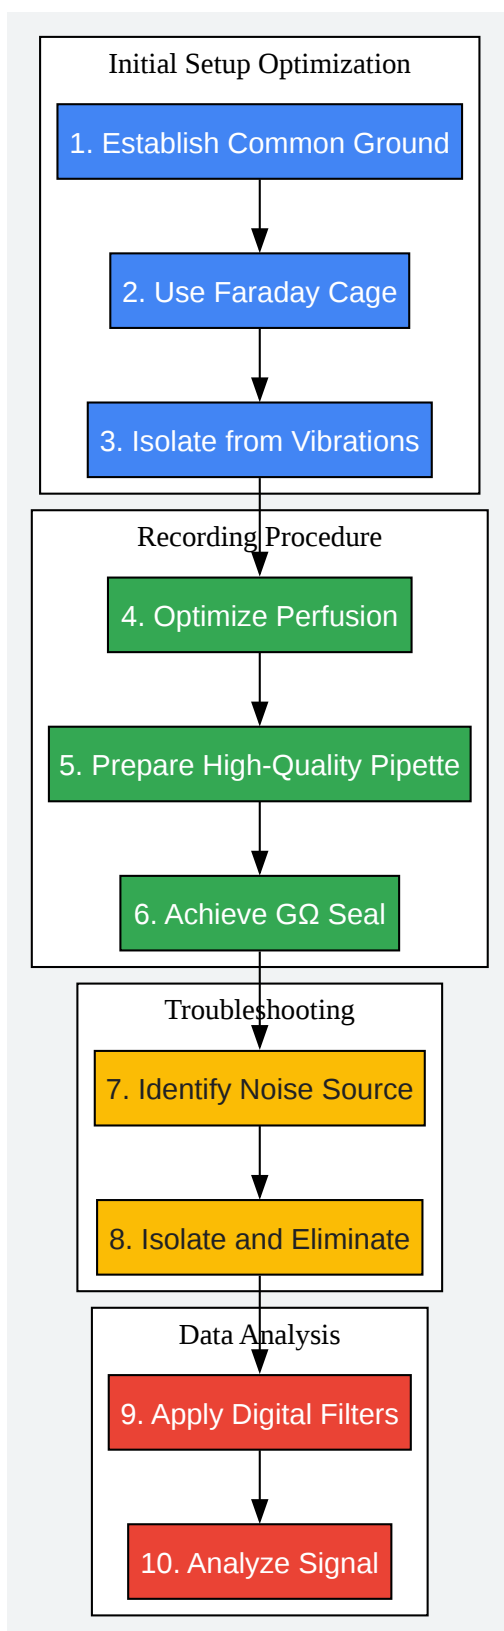 Initial Setup Optimization
1. Establish Common Ground
2. Use Faraday Cage
3. Isolate from Vibrations
Recording Procedure
4. Optimize Perfusion
5. Prepare High-Quality Pipette
6. Achieve GΩ Seal
Troubleshooting
7. Identify Noise Source
8. Isolate and Eliminate
Data Analysis
9. Apply Digital Filters
10. Analyze Signal